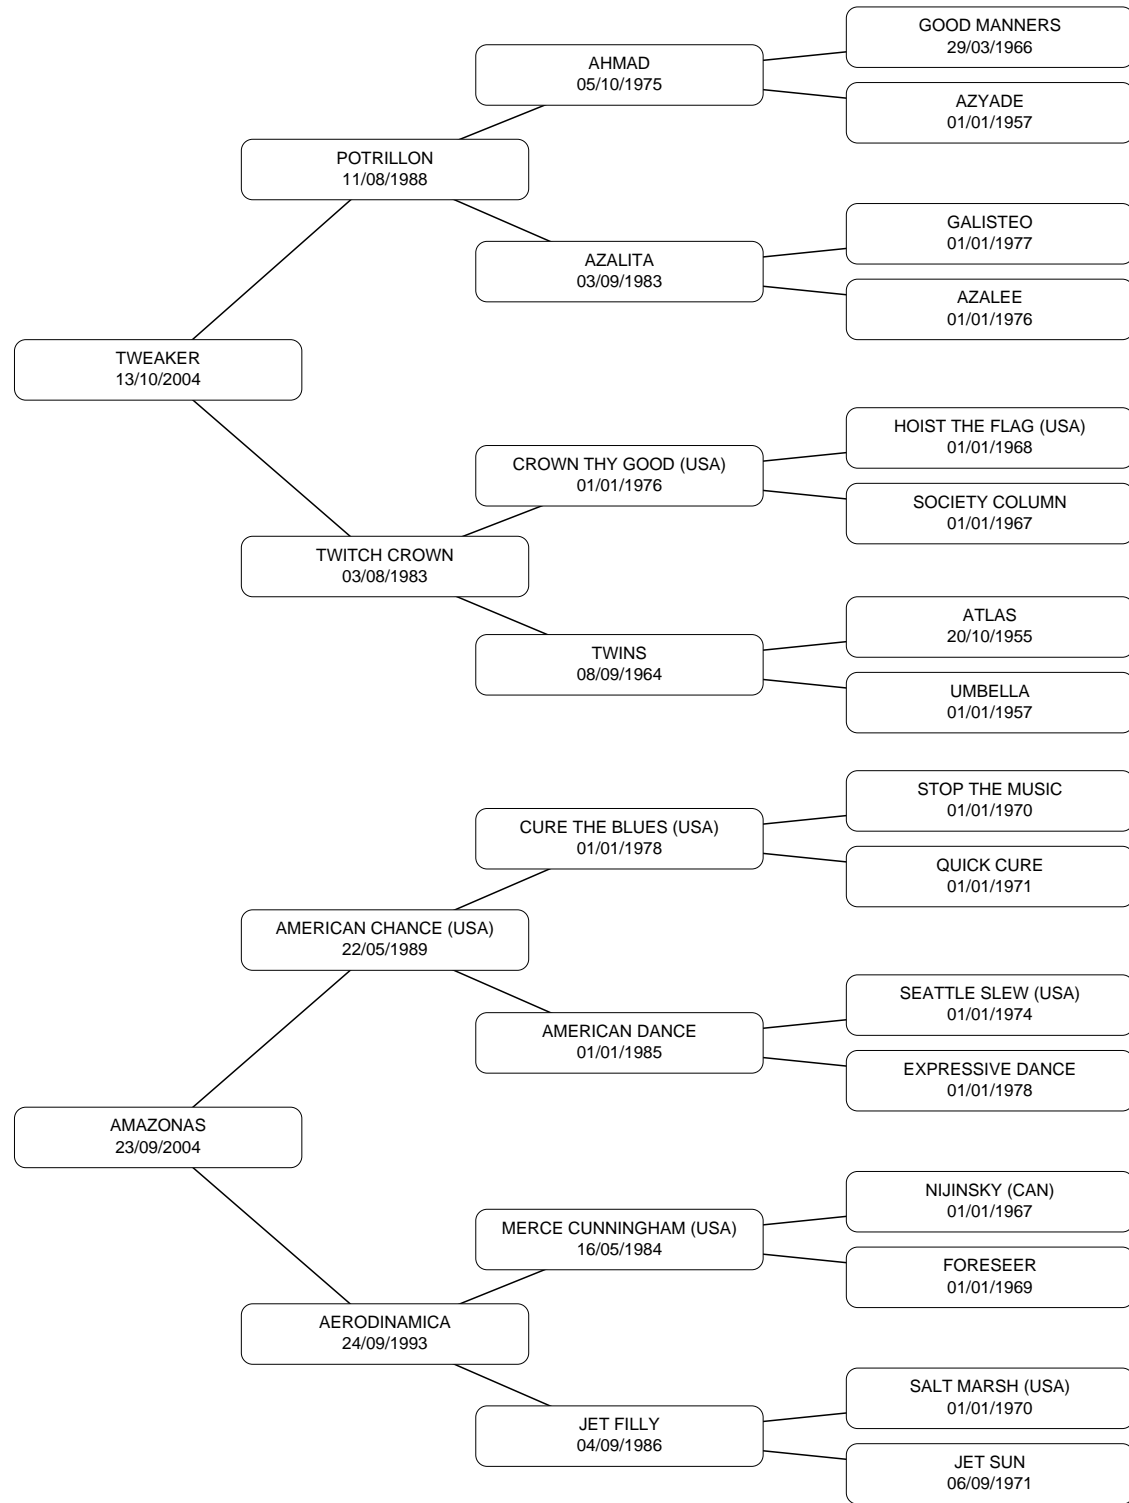 GOOD MANNERS
29/03/1966
AHMAD
05/10/1975
AZYADE
01/01/1957
POTRILLON
11/08/1988
GALISTEO
01/01/1977
AZALITA
03/09/1983
AZALEE
01/01/1976
TWEAKER
13/10/2004
HOIST THE FLAG (USA)
01/01/1968
CROWN THY GOOD (USA)
01/01/1976
SOCIETY COLUMN
01/01/1967
TWITCH CROWN
03/08/1983
ATLAS
20/10/1955
TWINS
08/09/1964
UMBELLA
01/01/1957
STOP THE MUSIC
01/01/1970
CURE THE BLUES (USA)
01/01/1978
QUICK CURE
01/01/1971
AMERICAN CHANCE (USA)
22/05/1989
SEATTLE SLEW (USA)
01/01/1974
AMERICAN DANCE
01/01/1985
EXPRESSIVE DANCE
01/01/1978
AMAZONAS
23/09/2004
NIJINSKY (CAN)
01/01/1967
MERCE CUNNINGHAM (USA)
16/05/1984
FORESEER
01/01/1969
AERODINAMICA
24/09/1993
SALT MARSH (USA)
01/01/1970
JET FILLY
04/09/1986
JET SUN
06/09/1971